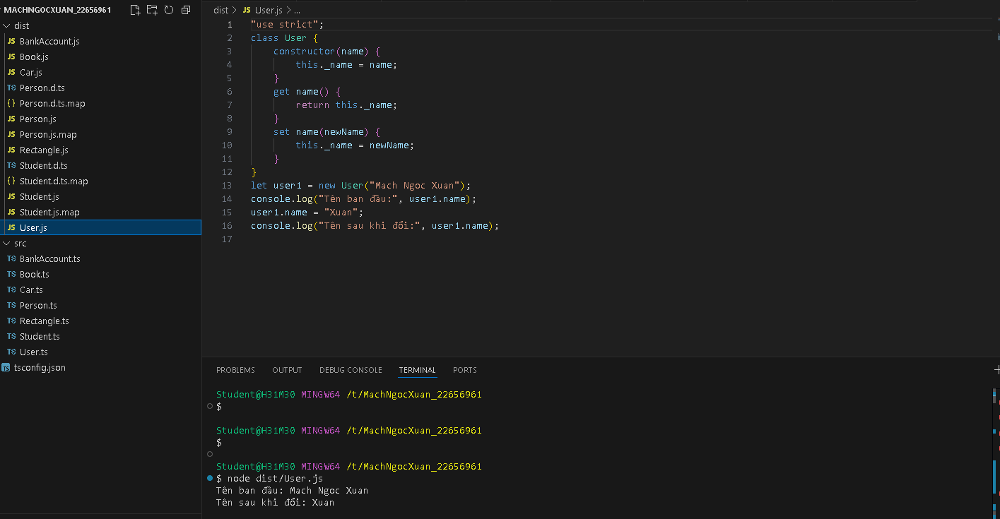 MACHNGOCXUAN_22656961
dist
JS BankAccount.js
JS Book.js
JS Car.js
TS Person.d.ts
{} Person.d.ts.map
JS Person.js
JS Person.js.map
JS Rectangle.js
TS Student.d.ts
{} Student.d.ts.map
JS Student.js
JS Student.js.map
JS User.js
src
TS BankAccount.ts
TS Book.ts
TS Car.ts
TS Person.ts
TS Rectangle.ts
TS Student.ts
TS User.ts
TS tsconfig.json
dist > JS User.js > ...
1 "use strict";
2 class User {
3 constructor(name) {
4 this._name = name;
5 }
6 get name() {
7 return this._name;
8 }
9 set name(newName) {
10 this._name = newName;
11 }
12 }
13 let user1 = new User("Mach Ngoc Xuan");
14 console.log("Tên ban đầu:", user1.name);
15 user1.name = "Xuan";
16 console.log("Tên sau khi đổi:", user1.name);
17
PROBLEMS OUTPUT DEBUG CONSOLE TERMINAL PORTS
Student@H31M30 MINGW64 /t/MachNgocXuan_22656961
$
Student@H31M30 MINGW64 /t/MachNgocXuan_22656961
$
Student@H31M30 MINGW64 /t/MachNgocXuan_22656961
$ node dist/User.js
Tên ban đầu: Mach Ngoc Xuan
Tên sau khi đổi: Xuan